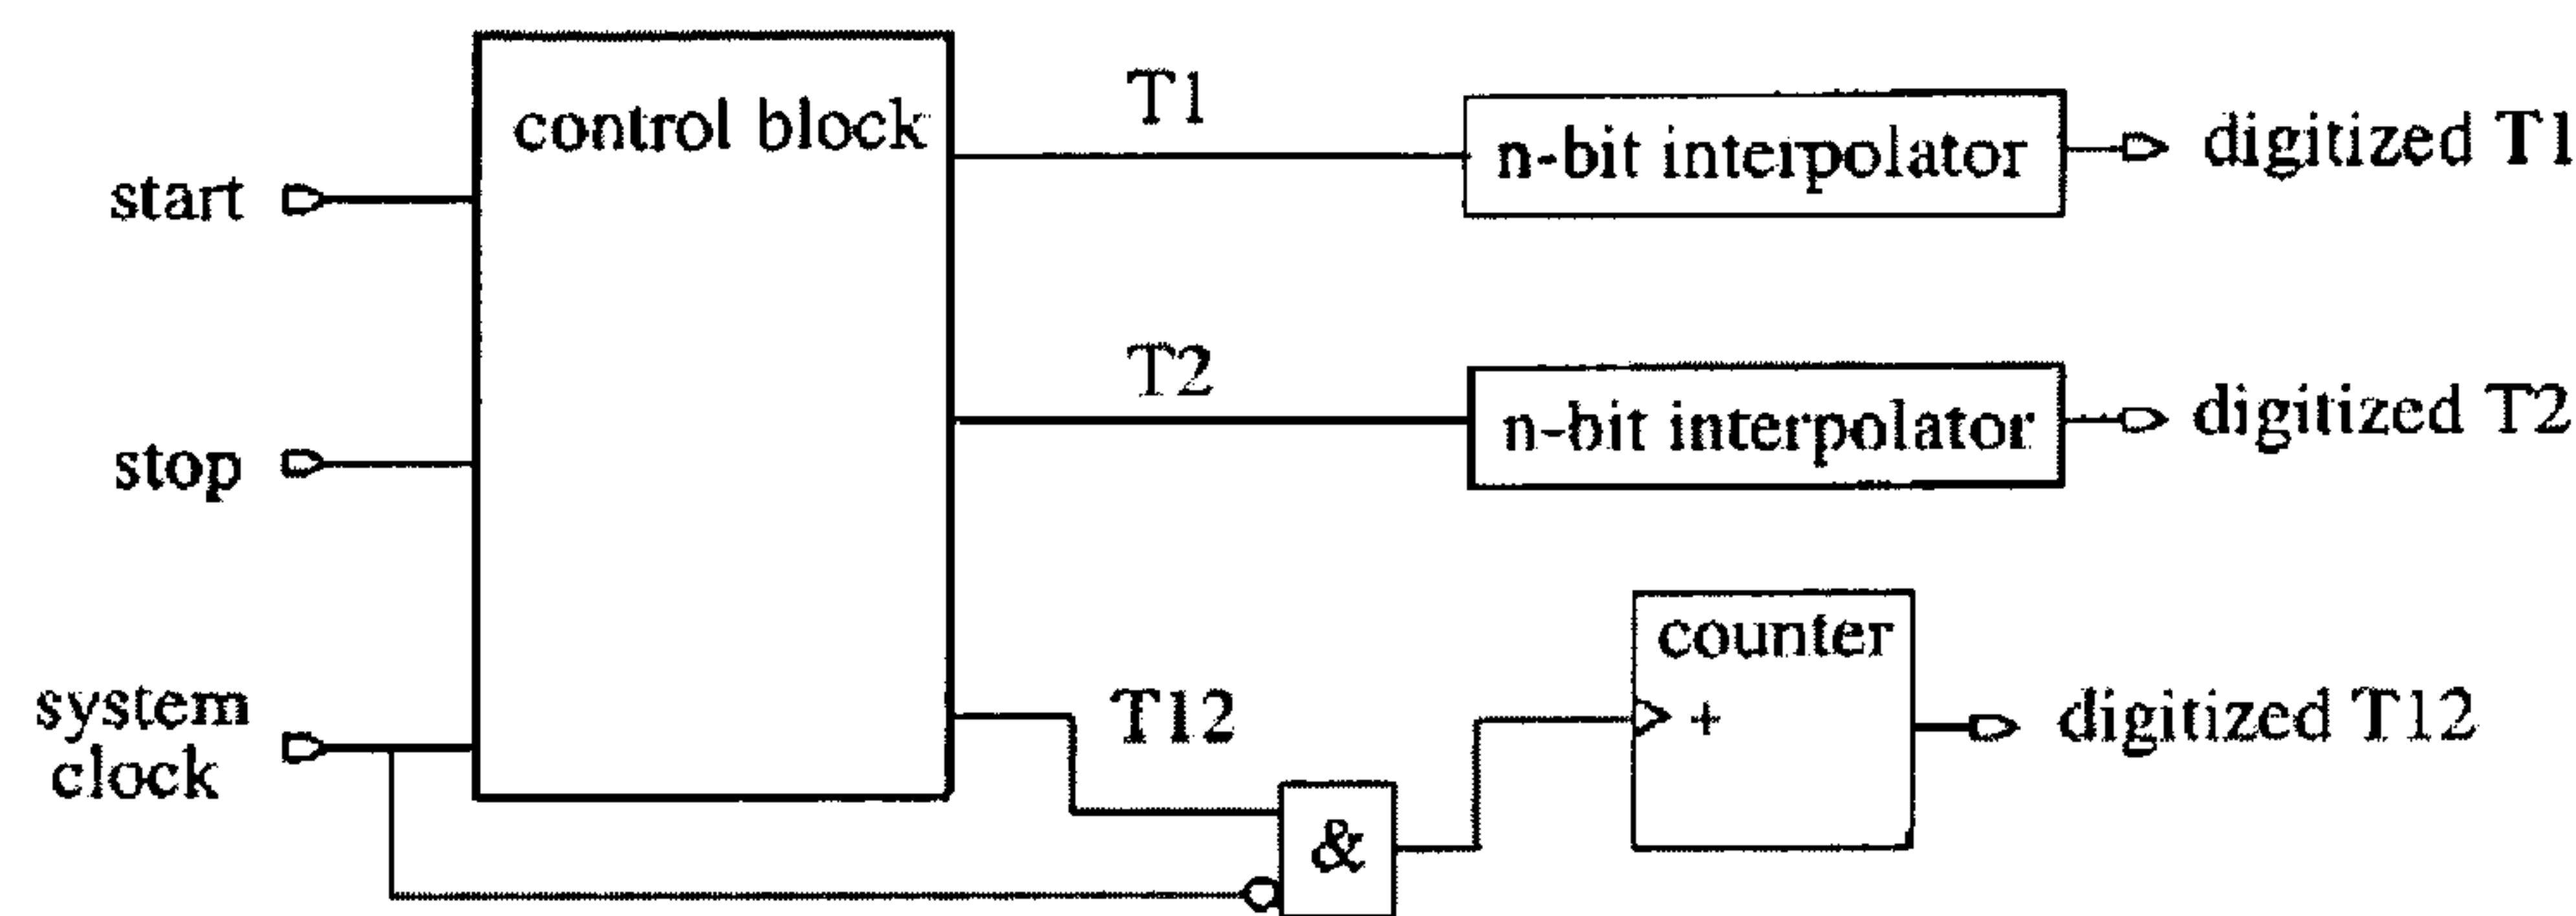 control block
T1
n-bit interpolator
digitized T1
start
T2
n-bit interpolator
digitized T2
stop
counter
+
system
clock
T12
digitized T12
&